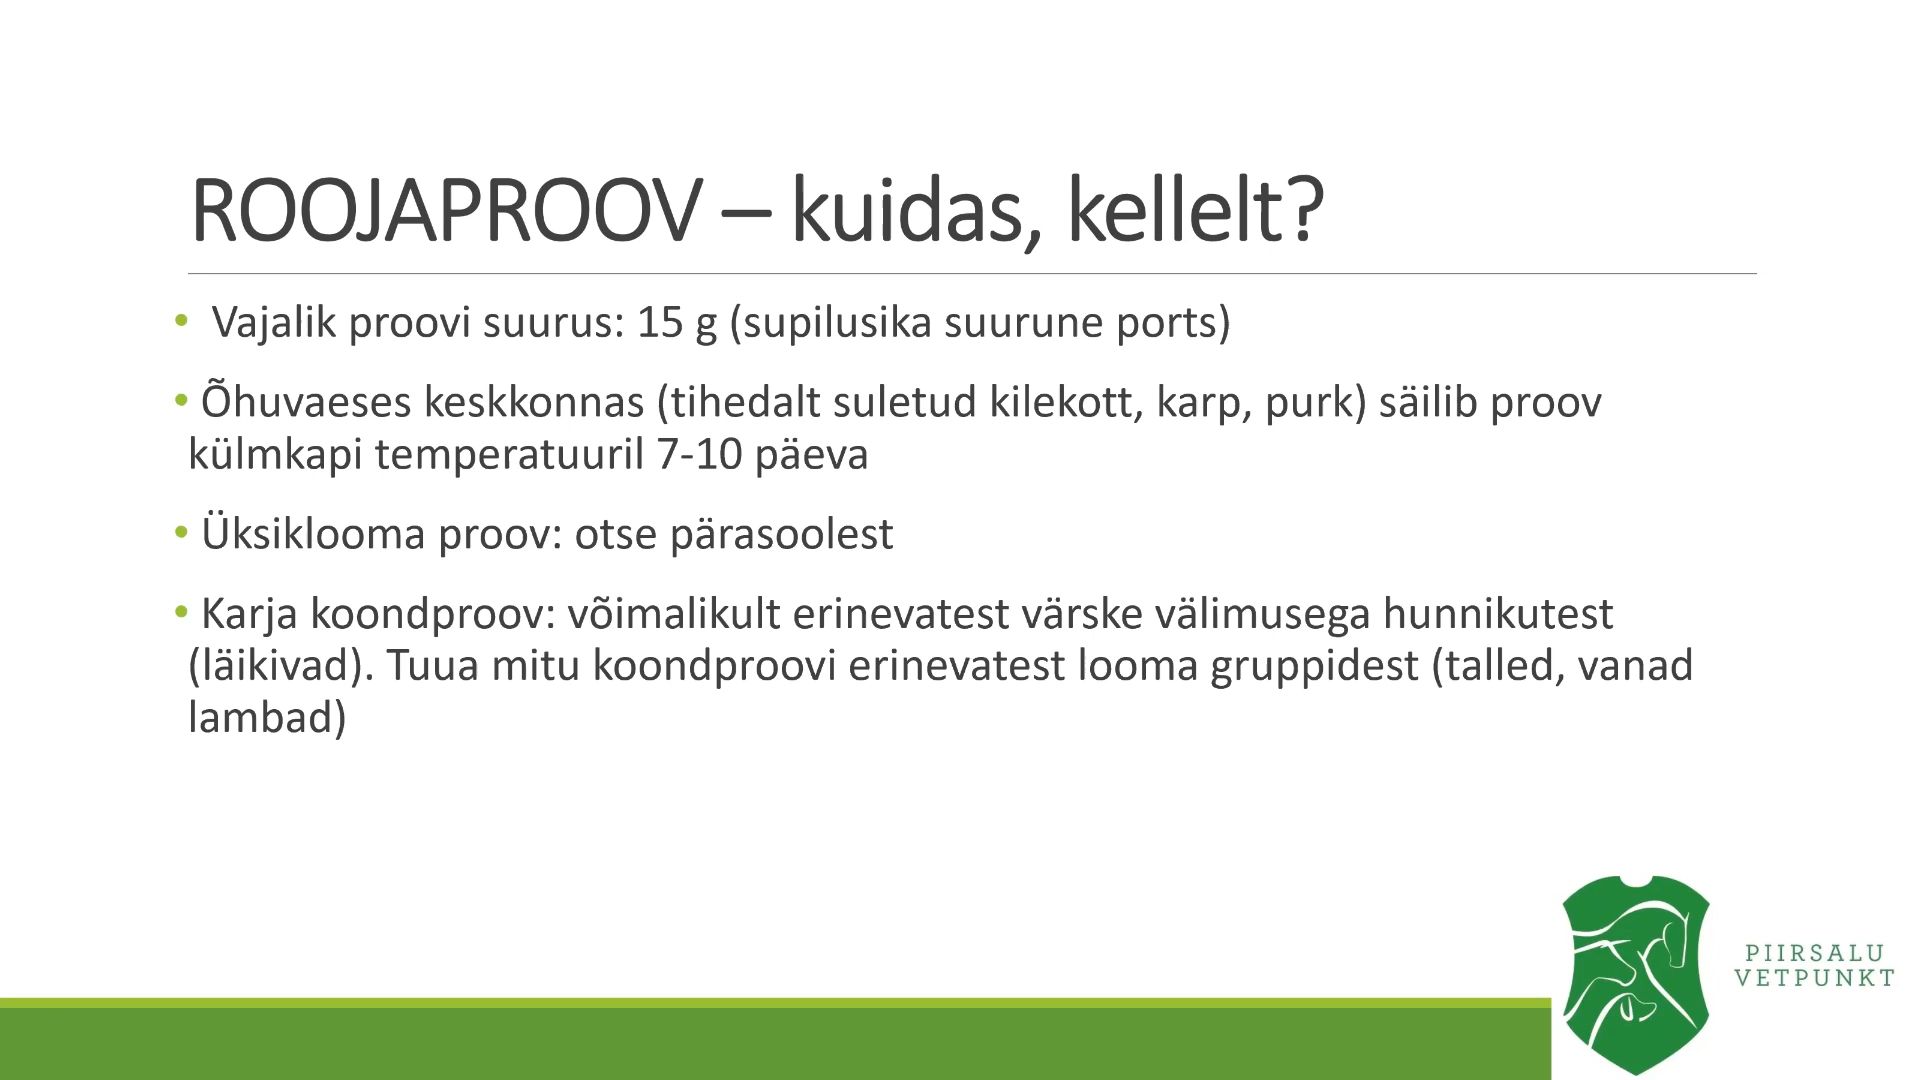 ROOJAPROOV – kuidas, kellelt?
• Vajalik proovi suurus: 15 g (supilusika suurune ports)
• Õhuvaeses keskkonnas (tihedalt suletud kilekott, karp, purk) säilib proov
külmkapi temperatuuril 7-10 päeva
• Üksiklooma proov: otse pärasoolest
• Karja koondproov: võimalikult erinevatest värske välimusega hunnikutest
(läikivad). Tuua mitu koondproovi erinevatest looma gruppidest (talled, vanad
lambad)
PIIRSALU
VETPUNKT